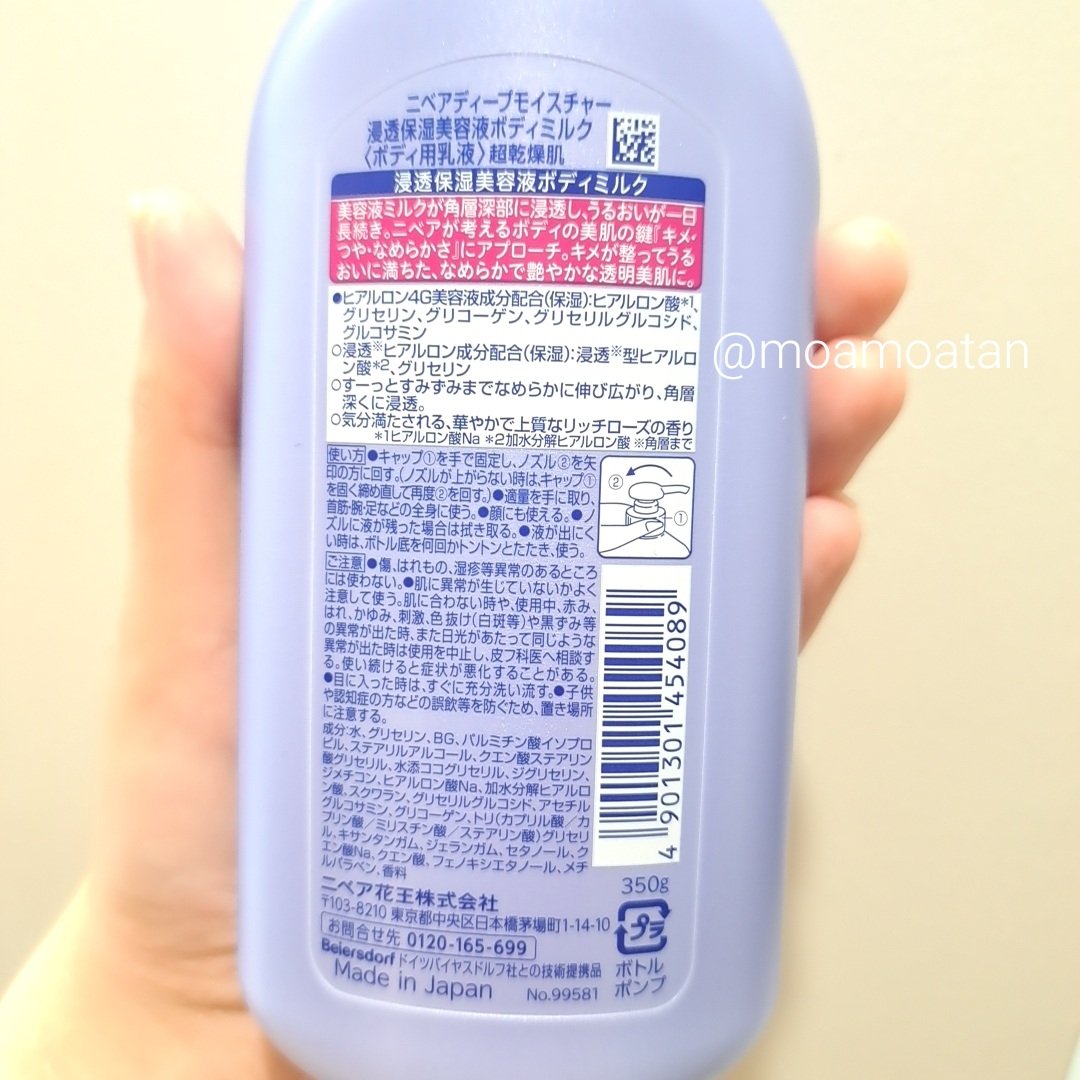 ニベアディープモイスチャー
浸透保湿美容液ボディミルク
〈ボディ用乳液〉超乾燥肌
浸透保湿美容液ボディミルク
美容液ミルクが角層深部に浸透し、うるおいが一日
長続き。ニベアが考えるボディの美肌の鍵『キメ・
つや・なめらかさ』にアプローチ。キメが整ってうる
おいに満ちた、なめらかで艶やかな透明美肌に。
●ヒアルロン4G美容液成分配合(保湿):ヒアルロン酸*1、
グリセリン、グリコーゲン、グリセリルグルコシド、
グルコサミン
○浸透※ヒアルロン成分配合(保湿):浸透※型ヒアルロ
ン酸*2、グリセリン
○すーっとすみずみまでなめらかに伸び広がり、角層
深くに浸透。
○気分満たされる、華やかで上質なリッチローズの香り
*1ヒアルロン酸Na *2加水分解ヒアルロン酸 ※角層まで
@moamoatan
使い方 ●キャップ①を手で固定し、ノズル②を矢
印の方に回す。(ノズルが上がらない時は、キャップ①
を固く締め直して再度②を回す。)●適量を手に取り、
首筋・腕・足などの全身に使う。●顔にも使える。●ノ
ズルに液が残った場合は拭き取る。●液が出にく
い時は、ボトル底を何回かトントンとたたき、使う。
②
①
ご注意 ●傷、はれもの、湿疹等異常のあるところ
には使わない。●肌に異常が生じていないかよく
注意して使う。肌に合わない時や、使用中、赤み、
はれ、かゆみ、刺激、色抜け(白斑等)や黒ずみ等
の異常が出た時、また日光があたって同じような
異常が出た時は使用を中止し、皮フ科医へ相談す
る。使い続けると症状が悪化することがある。
●目に入った時は、すぐに充分洗い流す。●子供
や認知症の方などの誤飲等を防ぐため、置き場所
に注意する。
成分:水、グリセリン、BG、パルミチン酸イソプロ
ピル、ステアリルアルコール、クエン酸ステアリン
酸グリセリル、水添ココグリセリル、ジグリセリン、
ジメチコン、ヒアルロン酸Na、加水分解ヒアルロ
ン酸、スクワラン、グリセリルグルコシド、アセチル
グルコサミン、グリコーゲン、トリ(カプリル酸/カ
プリン酸/ミリスチン酸/ステアリン酸)グリセリ
ル、キサンタンガム、ジェランガム、セタノール、ク
エン酸Na、クエン酸、フェノキシエタノール、メチ
ルパラベン、香料
4 901301 454089
ニベア花王株式会社
〒103-8210 東京都中央区日本橋茅場町1-14-10
お問合せ先 0120-165-699
Beiersdorf ドイツバイヤスドルフ社との技術提携品
Made in Japan
No.99581
350g
プラ
ボトル
ポンプ